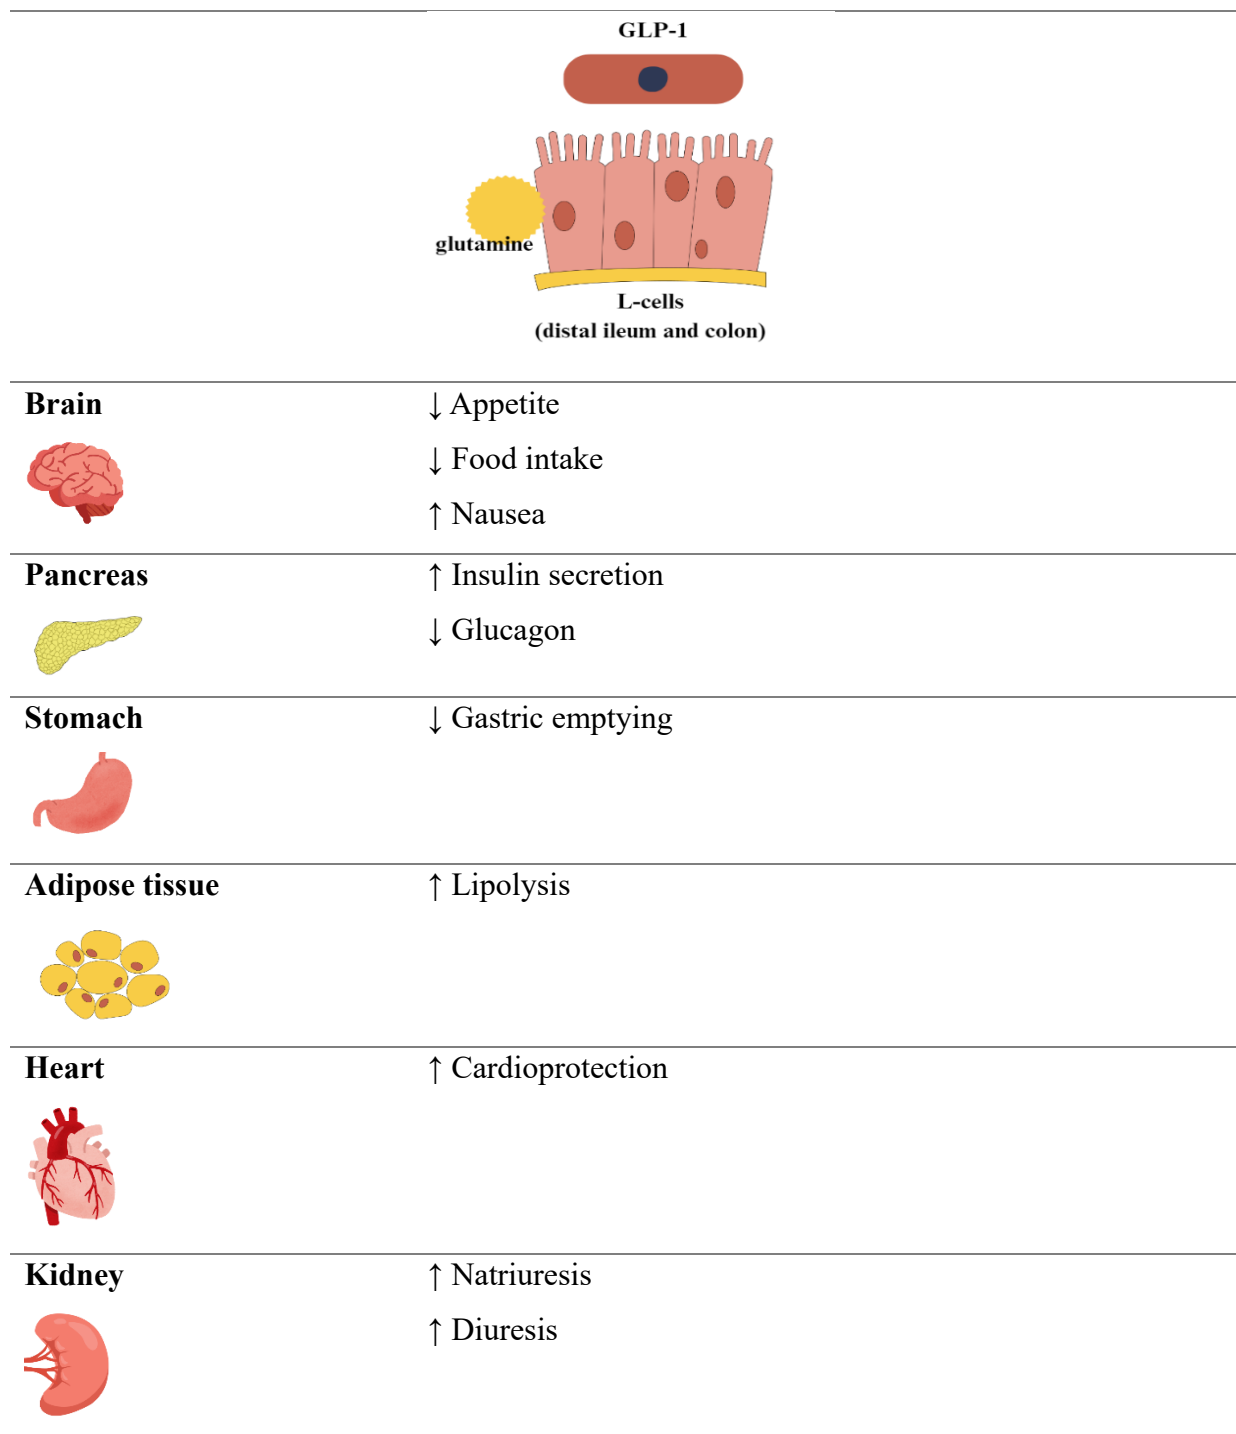 GLP-1
glutamine
L-cells
(distal ileum and colon)
Brain
↓ Appetite
↓ Food intake
↑ Nausea
Pancreas
↑ Insulin secretion
↓ Glucagon
Stomach
↓ Gastric emptying
Adipose tissue
↑ Lipolysis
Heart
↑ Cardioprotection
Kidney
↑ Natriuresis
↑ Diuresis